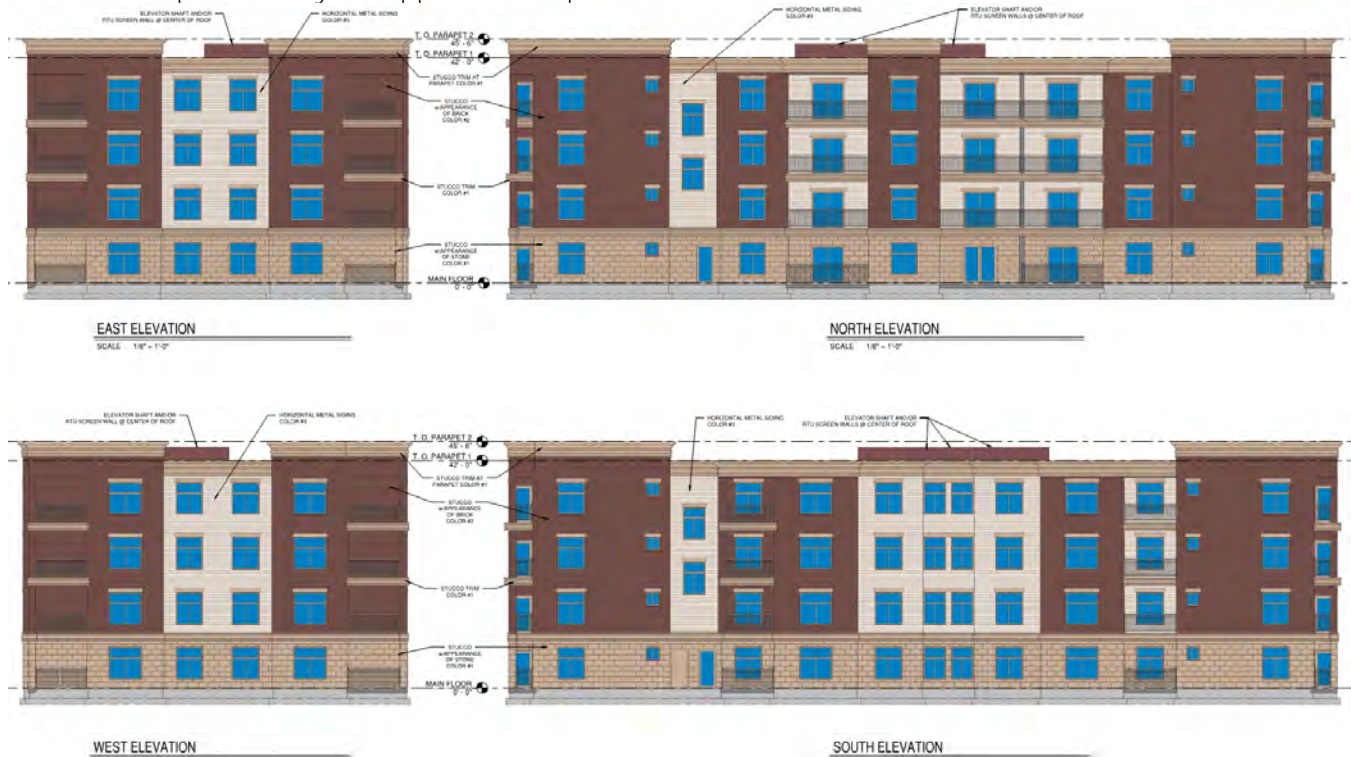 ELEVATOR SHAFT AND/OR
RTU SCREEN WALL @ CENTER OF ROOF
HORIZONTAL METAL SIDING
COLOR #3
T. O. PARAPET 2
45' - 6"
T. O. PARAPET 1
42' - 0"
STUCCO TRIM AT
PARAPET COLOR #1
STUCCO
w/APPEARANCE
OF BRICK
COLOR #2
STUCCO TRIM
COLOR #1
STUCCO
w/APPEARANCE
OF STONE
COLOR #1
MAIN FLOOR
0' - 0"
HORIZONTAL METAL SIDING
COLOR #3
ELEVATOR SHAFT AND/OR
RTU SCREEN WALLS @ CENTER OF ROOF
EAST ELEVATION
SCALE 1/8" = 1'-0"
NORTH ELEVATION
SCALE 1/8" = 1'-0"
ELEVATOR SHAFT AND/OR
RTU SCREEN WALL @ CENTER OF ROOF
HORIZONTAL METAL SIDING
COLOR #3
T. O. PARAPET 2
45' - 6"
T. O. PARAPET 1
42' - 0"
STUCCO TRIM AT
PARAPET COLOR #1
STUCCO
w/APPEARANCE
OF BRICK
COLOR #2
STUCCO TRIM
COLOR #1
STUCCO
w/APPEARANCE
OF STONE
COLOR #1
MAIN FLOOR
0' - 0"
HORIZONTAL METAL SIDING
COLOR #3
ELEVATOR SHAFT AND/OR
RTU SCREEN WALLS @ CENTER OF ROOF
WEST ELEVATION
SOUTH ELEVATION